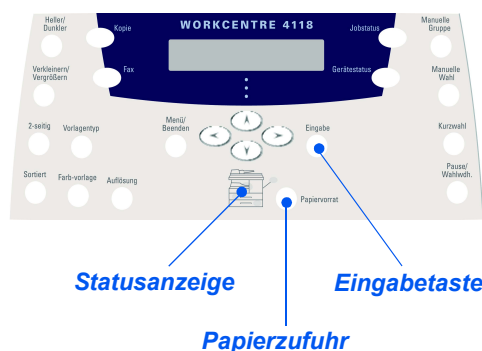 WORKCENTRE 4118
Heller/
Dunkler
Kopie
Jobstatus
Manuelle
Gruppe
Verkleinern/
Vergrößern
Fax
Gerätestatus
Manuelle
Wahl
2-seitig
Vorlagentyp
Menü/
Beenden
Eingabe
Kurzwahl
Sortiert
Farb-vorlage
Auflösung
Papiervorrat
Pause/
Wahlwdh.
Statusanzeige
Eingabetaste
Papierzufuhr